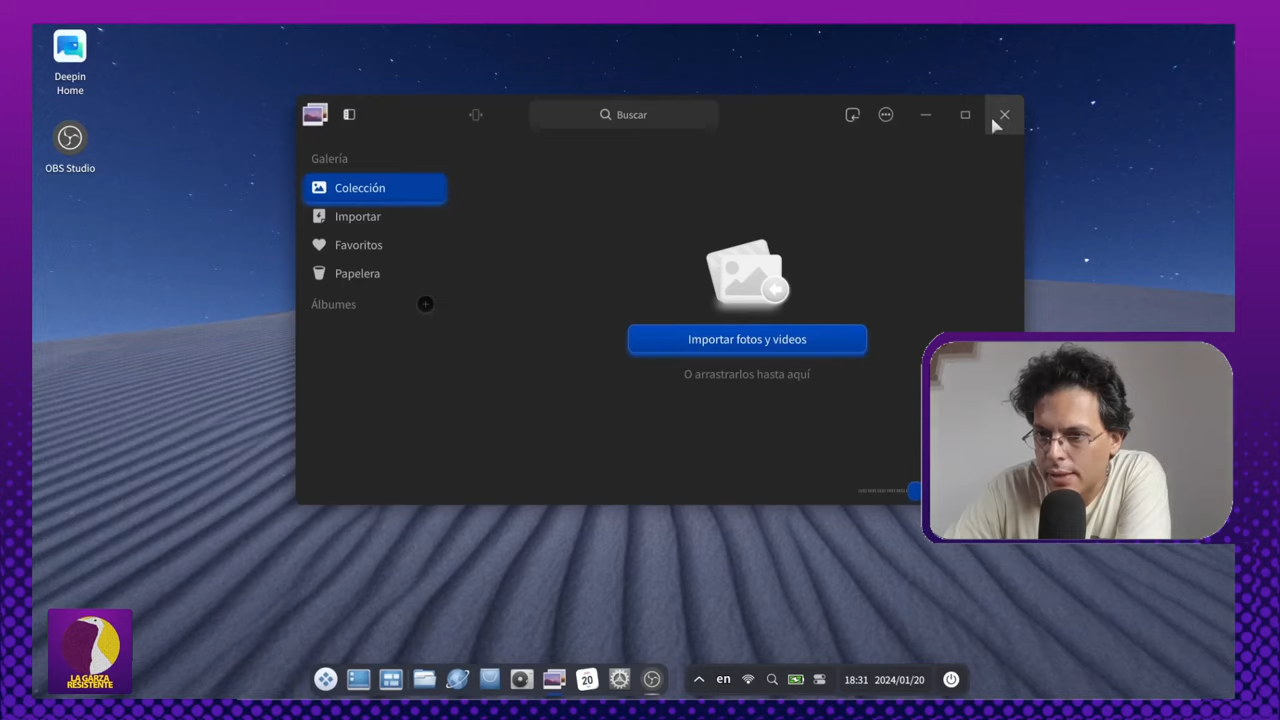 Deepin
Home
OBS Studio
Buscar
Galería
Colección
Importar
Favoritos
Papelera
Álbumes
Importar fotos y videos
O arrastrarlos hasta aquí
LA GARZA
RESISTENTE
20
en
18:31 2024/01/20